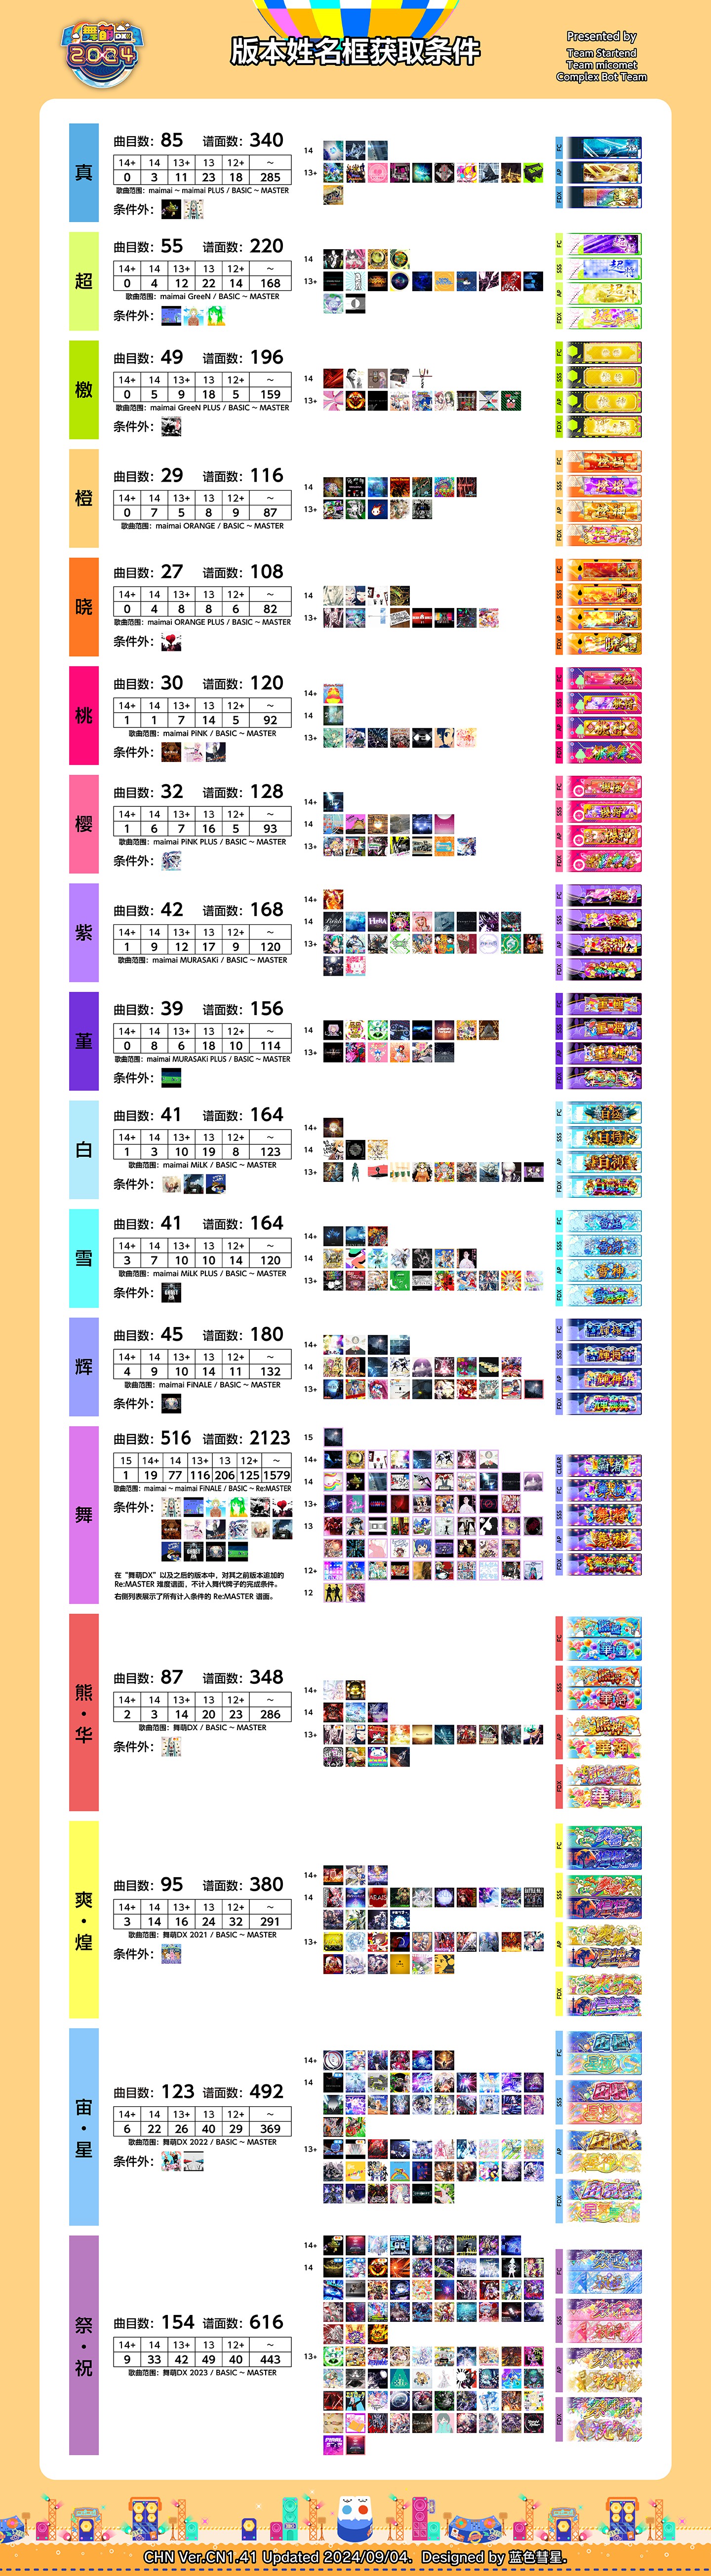 舞萌DX
2024
版本姓名框获取条件
Presented by
Team Startend
Team micomet
Complex Bot Team
真
曲目数：85 谱面数：340
14+ 14 13+ 13 12+ ～
0 3 11 23 18 285
歌曲范围：maimai ~ maimai PLUS / BASIC ~ MASTER
条件外：
14
13+
FC
AP
FDX
超
曲目数：55 谱面数：220
14+ 14 13+ 13 12+ ～
0 4 12 22 14 168
歌曲范围：maimai GreeN / BASIC ~ MASTER
条件外：
14
13+
FC
SSS
AP
FDX
檄
曲目数：49 谱面数：196
14+ 14 13+ 13 12+ ～
0 5 9 18 5 159
歌曲范围：maimai GreeN PLUS / BASIC ~ MASTER
条件外：
14
13+
FC
SSS
AP
FDX
橙
曲目数：29 谱面数：116
14+ 14 13+ 13 12+ ～
0 7 5 8 9 87
歌曲范围：maimai ORANGE / BASIC ~ MASTER
14
13+
FC
SSS
AP
FDX
晓
曲目数：27 谱面数：108
14+ 14 13+ 13 12+ ～
0 4 8 8 6 82
歌曲范围：maimai ORANGE PLUS / BASIC ~ MASTER
条件外：
14
13+
FC
SSS
AP
FDX
桃
曲目数：30 谱面数：120
14+ 14 13+ 13 12+ ～
1 1 7 14 5 92
歌曲范围：maimai PiNK / BASIC ~ MASTER
条件外：
14+
14
13+
FC
SSS
AP
FDX
樱
曲目数：32 谱面数：128
14+ 14 13+ 13 12+ ～
1 6 7 16 5 93
歌曲范围：maimai PiNK PLUS / BASIC ~ MASTER
条件外：
14+
14
13+
FC
SSS
AP
FDX
紫
曲目数：42 谱面数：168
14+ 14 13+ 13 12+ ～
1 9 12 17 9 120
歌曲范围：maimai MURASAKi / BASIC ~ MASTER
14+
14
13+
FC
SSS
AP
FDX
堇
曲目数：39 谱面数：156
14+ 14 13+ 13 12+ ～
0 8 6 18 10 114
歌曲范围：maimai MURASAKi PLUS / BASIC ~ MASTER
条件外：
14
13+
FC
SSS
AP
FDX
白
曲目数：41 谱面数：164
14+ 14 13+ 13 12+ ～
1 3 10 19 8 123
歌曲范围：maimai MiLK / BASIC ~ MASTER
条件外：
14+
14
13+
FC
SSS
AP
FDX
雪
曲目数：41 谱面数：164
14+ 14 13+ 13 12+ ～
3 7 10 10 14 120
歌曲范围：maimai MiLK PLUS / BASIC ~ MASTER
条件外：
14+
14
13+
FC
SSS
AP
FDX
辉
曲目数：45 谱面数：180
14+ 14 13+ 13 12+ ～
4 9 10 14 11 132
歌曲范围：maimai FiNALE / BASIC ~ MASTER
条件外：
14+
14
13+
FC
SSS
AP
FDX
舞
曲目数：516 谱面数：2123
15 14+ 14 13+ 13 12+ ～
1 19 77 116 206 125 1579
歌曲范围：maimai ~ maimai FiNALE / BASIC ~ Re:MASTER
条件外：
在“舞萌DX”以及之后的版本中，对其之前版本追加的
Re:MASTER 难度谱面，不计入舞代牌子的完成条件。
右侧列表展示了所有计入条件的 Re:MASTER 谱面。
15
14+
14
13+
13
12+
12
CLEAR
FC
SSS
AP
FDX
熊·华
曲目数：87 谱面数：348
14+ 14 13+ 13 12+ ～
2 3 14 20 23 286
歌曲范围：舞萌DX / BASIC ~ MASTER
条件外：
14+
14
13+
FC
SSS
AP
FDX
爽·煌
曲目数：95 谱面数：380
14+ 14 13+ 13 12+ ～
3 14 16 24 32 291
歌曲范围：舞萌DX 2021 / BASIC ~ MASTER
条件外：
14+
14
13+
FC
SSS
AP
FDX
宙·星
曲目数：123 谱面数：492
14+ 14 13+ 13 12+ ～
6 22 26 40 29 369
歌曲范围：舞萌DX 2022 / BASIC ~ MASTER
条件外：
14+
14
13+
FC
SSS
AP
FDX
祭·祝
曲目数：154 谱面数：616
14+ 14 13+ 13 12+ ～
9 33 42 49 40 443
歌曲范围：舞萌DX 2023 / BASIC ~ MASTER
14+
14
13+
FC
SSS
AP
FDX
CHN Ver.CN1.41 Updated 2024/09/04. Designed by 蓝色彗星.